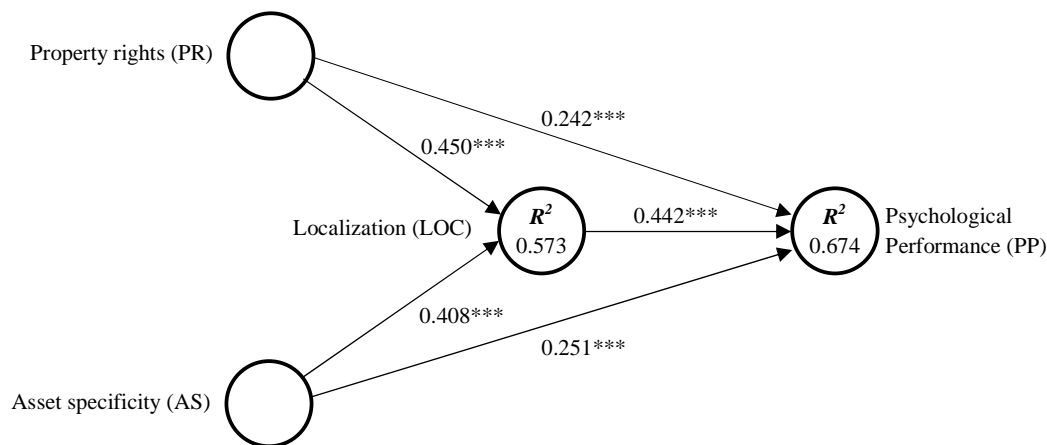 Property rights (PR)
0.242***
0.450***
Localization (LOC)
R²
0.573
0.442***
R²
0.674
Psychological
Performance (PP)
0.408***
0.251***
Asset specificity (AS)